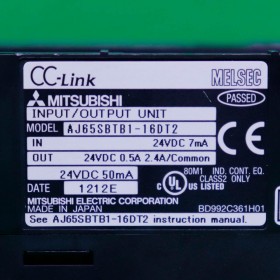 CC-Link MELSEC
MITSUBISHI PASSED
INPUT/OUTPUT UNIT
MODEL AJ65SBTB1-16DT2
IN 24VDC 7mA
OUT 24VDC 0.5A 2.4A/Common
24VDC 50mA 80M1 IND. CONT. EQ.
CLASS2 ONLY
DATE 1212E C UL US LISTED
MITSUBISHI ELECTRIC CORPORATION
MADE IN JAPAN BD992C361H01
See AJ65SBTB1-16DT2 instruction manual.